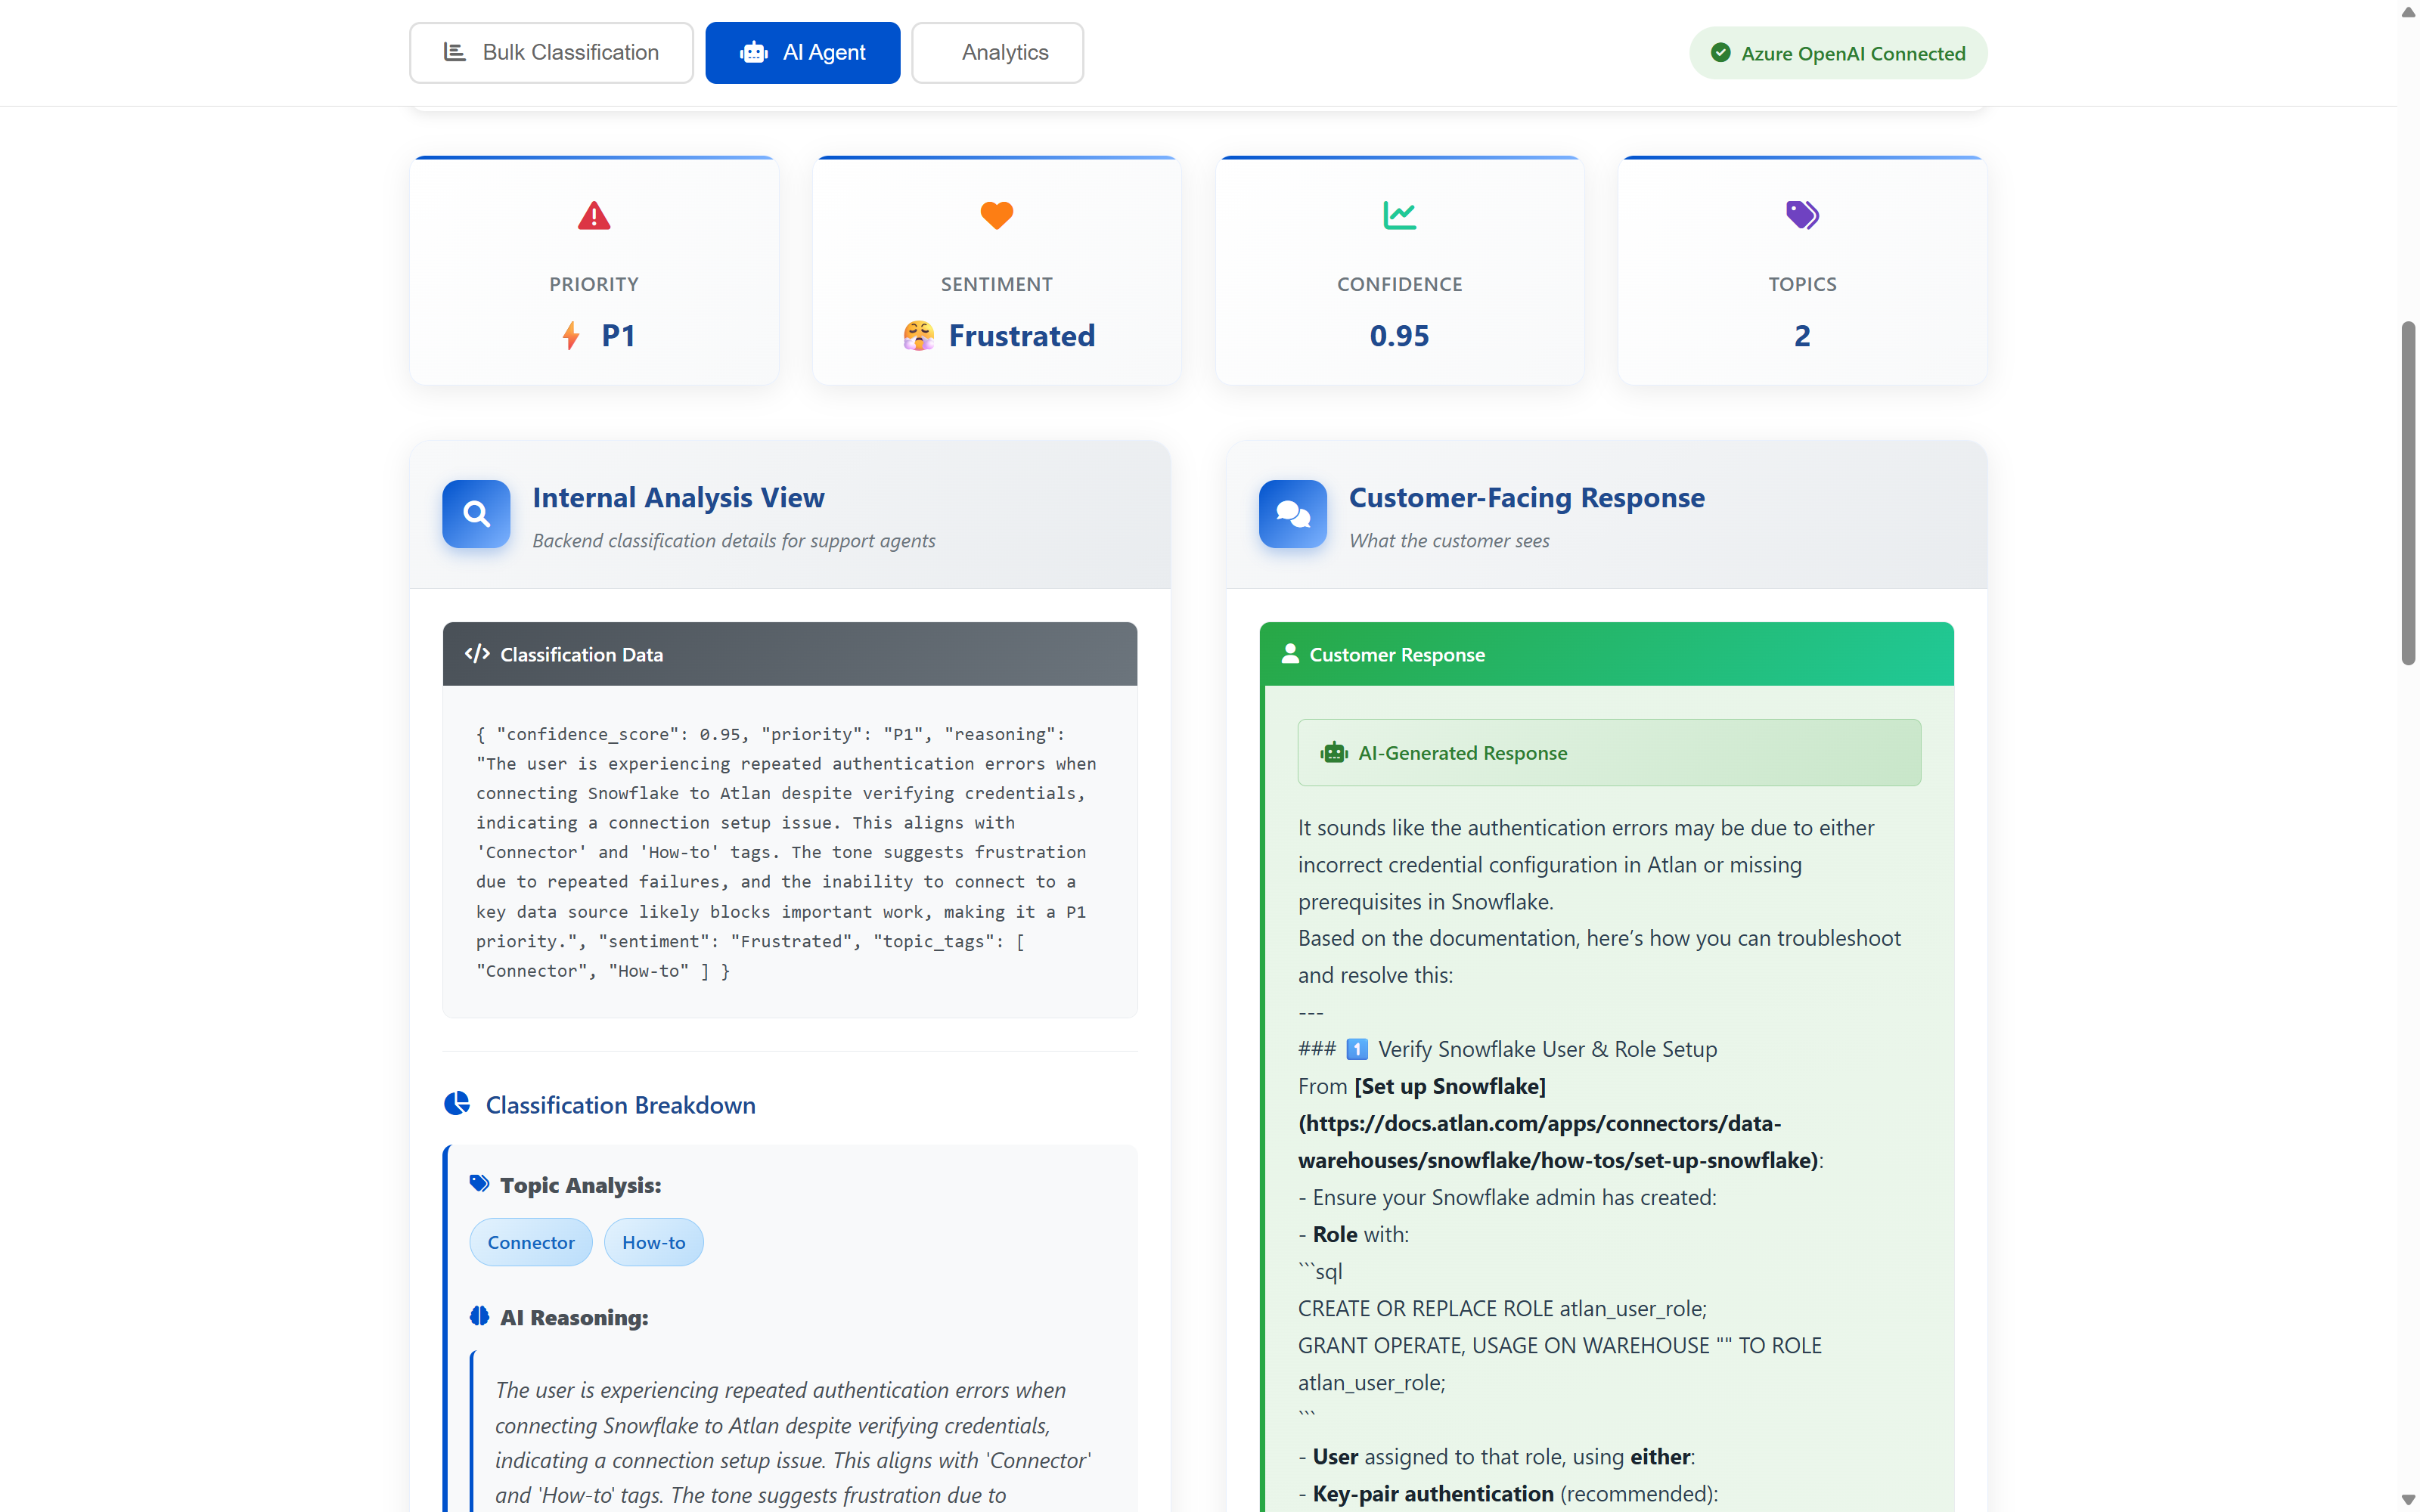 Bulk Classification
AI Agent
Analytics
Azure OpenAI Connected
PRIORITY
⚡ P1
SENTIMENT
😤 Frustrated
CONFIDENCE
0.95
TOPICS
2
Internal Analysis View
Backend classification details for support agents
</> Classification Data
{ "confidence_score": 0.95, "priority": "P1", "reasoning":
"The user is experiencing repeated authentication errors when
connecting Snowflake to Atlan despite verifying credentials,
indicating a connection setup issue. This aligns with
'Connector' and 'How-to' tags. The tone suggests frustration
due to repeated failures, and the inability to connect to a
key data source likely blocks important work, making it a P1
priority.", "sentiment": "Frustrated", "topic_tags": [
"Connector", "How-to" ] }
Classification Breakdown
Topic Analysis:
Connector
How-to
AI Reasoning:
The user is experiencing repeated authentication errors when
connecting Snowflake to Atlan despite verifying credentials,
indicating a connection setup issue. This aligns with 'Connector'
and 'How-to' tags. The tone suggests frustration due to
Customer-Facing Response
What the customer sees
Customer Response
AI-Generated Response
It sounds like the authentication errors may be due to either
incorrect credential configuration in Atlan or missing
prerequisites in Snowflake.
Based on the documentation, here’s how you can troubleshoot
and resolve this:
---
### 1️⃣ Verify Snowflake User & Role Setup
From [Set up Snowflake]
(https://docs.atlan.com/apps/connectors/data-
warehouses/snowflake/how-tos/set-up-snowflake):
- Ensure your Snowflake admin has created:
- Role with:
```sql
CREATE OR REPLACE ROLE atlan_user_role;
GRANT OPERATE, USAGE ON WAREHOUSE "" TO ROLE
atlan_user_role;
```
- User assigned to that role, using either:
- Key-pair authentication (recommended):